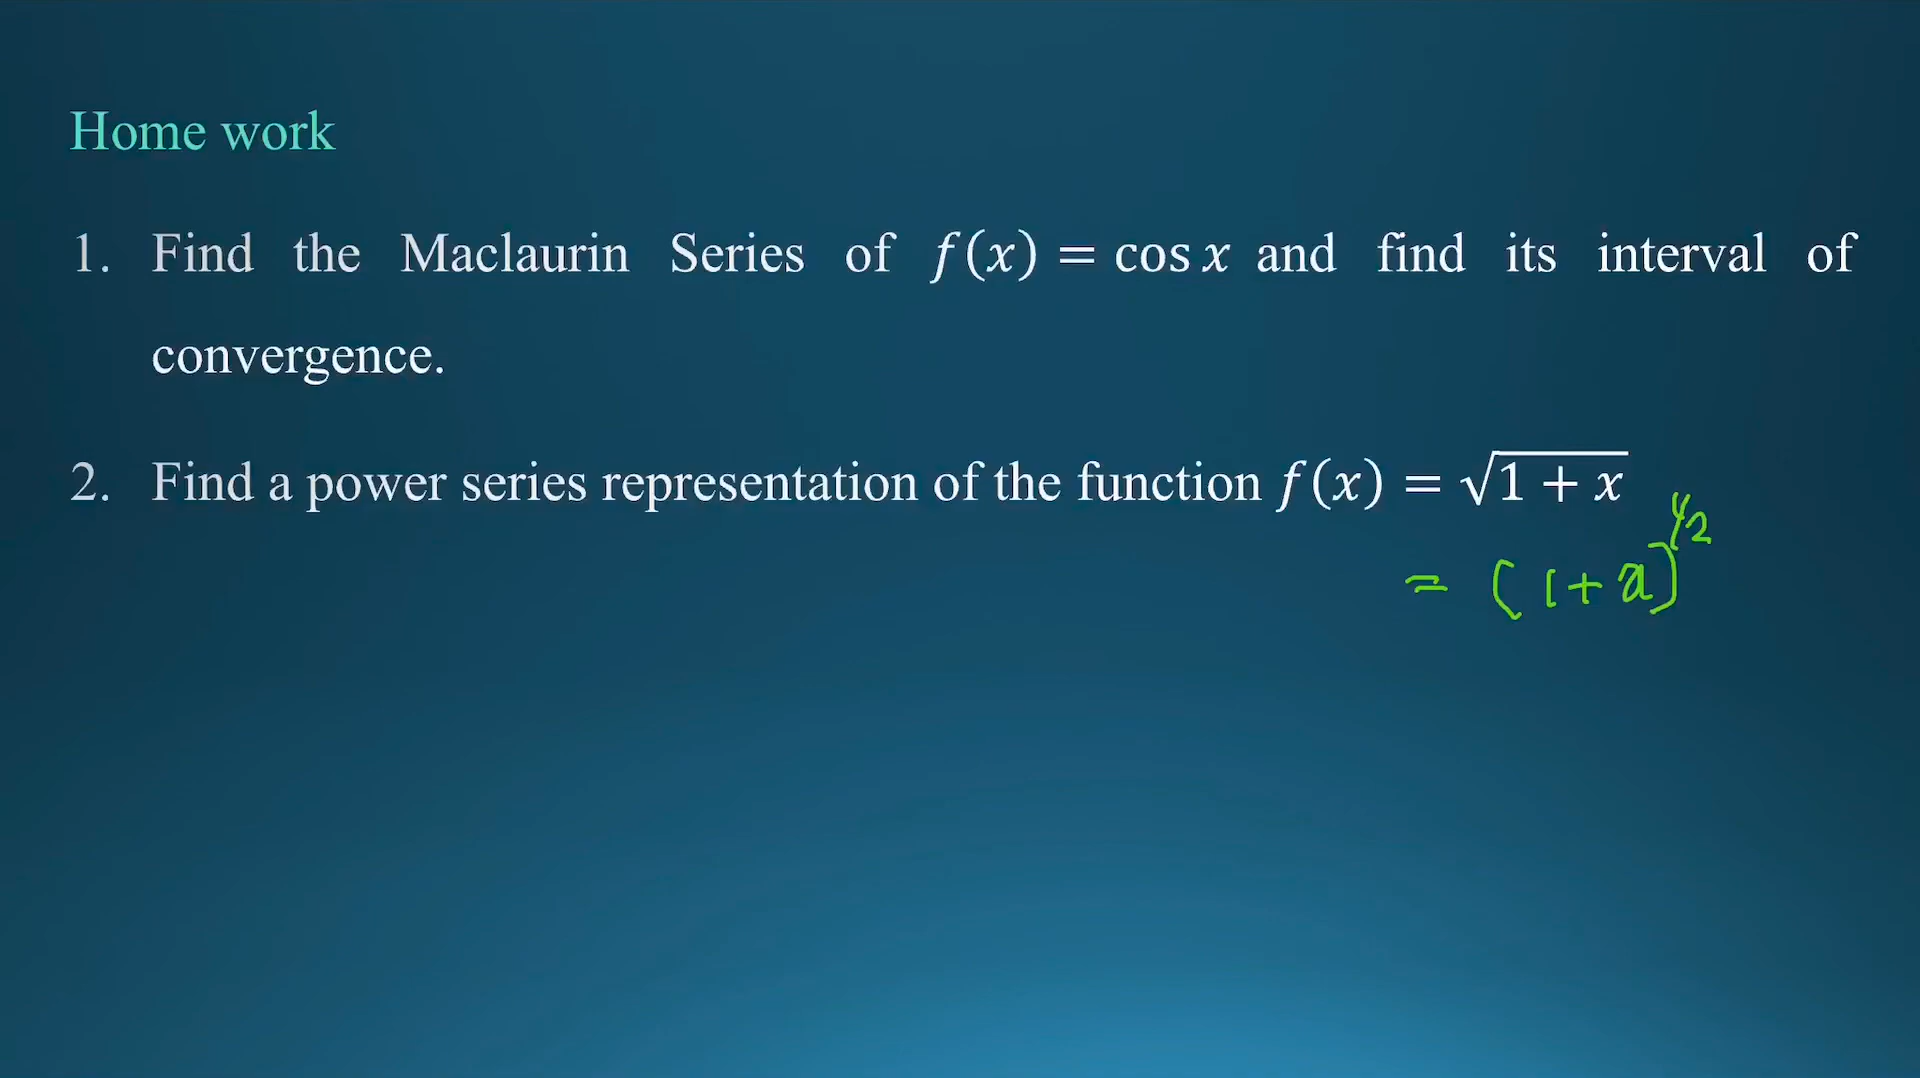 Home work
1. Find the Maclaurin Series of f(x) = cos x and find its interval of
convergence.
2. Find a power series representation of the function f(x) = √1 + x
= (1+x)^1/2